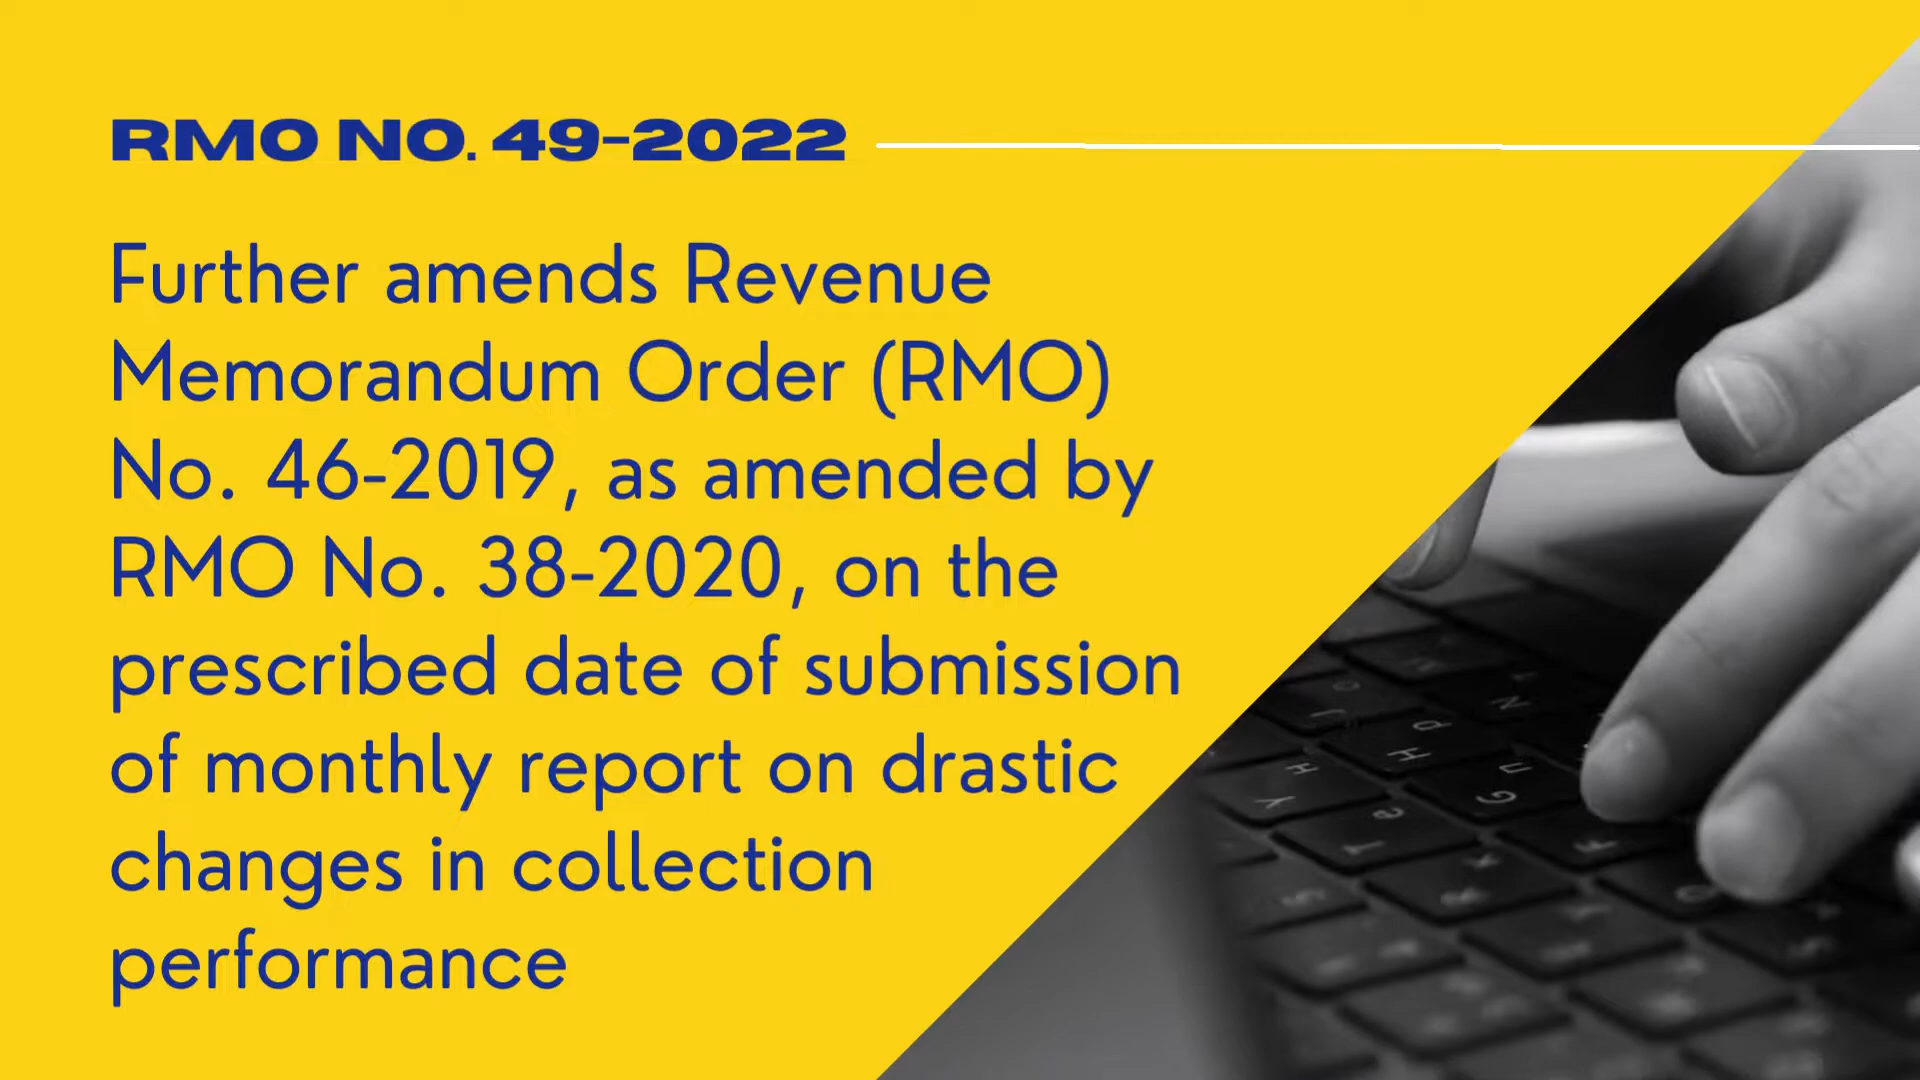 RMO NO. 49-2022
Further amends Revenue
Memorandum Order (RMO)
No. 46-2019, as amended by
RMO No. 38-2020, on the
prescribed date of submission
of monthly report on drastic
changes in collection
performance